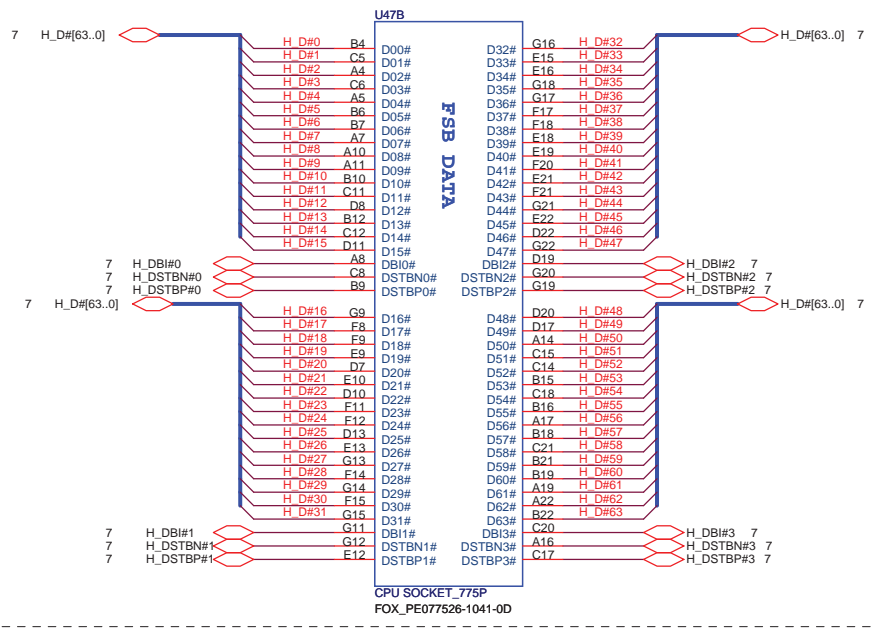 U47B
7 H_D#[63..0] H_D#[63..0] 7
H_D#0 B4 D00# D32# G16 H_D#32
H_D#1 C5 D01# D33# E15 H_D#33
H_D#2 A4 D02# D34# E16 H_D#34
H_D#3 C6 D03# D35# G18 H_D#35
H_D#4 A5 D04# D36# G17 H_D#36
H_D#5 B6 D05# D37# F17 H_D#37
H_D#6 B7 D06# D38# F18 H_D#38
H_D#7 A7 D07# D39# E18 H_D#39
H_D#8 A10 D08# D40# E19 H_D#40
H_D#9 A11 D09# D41# F20 H_D#41
H_D#10 B10 D10# D42# E21 H_D#42
H_D#11 C11 D11# D43# F21 H_D#43
H_D#12 D8 D12# D44# G21 H_D#44
H_D#13 B12 D13# D45# E22 H_D#45
H_D#14 C12 D14# D46# D22 H_D#46
H_D#15 D11 D15# D47# G22 H_D#47
FSB DATA
7 H_DBI#0 A8 DBI0# DBI2# D19 H_DBI#2 7
7 H_DSTBN#0 C8 DSTBN0# DSTBN2# G20 H_DSTBN#2 7
7 H_DSTBP#0 B9 DSTBP0# DSTBP2# G19 H_DSTBP#2 7
7 H_D#[63..0] H_D#[63..0] 7
H_D#16 G9 D16# D48# D20 H_D#48
H_D#17 F8 D17# D49# D17 H_D#49
H_D#18 F9 D18# D50# A14 H_D#50
H_D#19 E9 D19# D51# C15 H_D#51
H_D#20 D7 D20# D52# C14 H_D#52
H_D#21 E10 D21# D53# B15 H_D#53
H_D#22 D10 D22# D54# C18 H_D#54
H_D#23 F11 D23# D55# B16 H_D#55
H_D#24 F12 D24# D56# A17 H_D#56
H_D#25 D13 D25# D57# B18 H_D#57
H_D#26 E13 D26# D58# C21 H_D#58
H_D#27 G13 D27# D59# B21 H_D#59
H_D#28 F14 D28# D60# B19 H_D#60
H_D#29 G14 D29# D61# A19 H_D#61
H_D#30 F15 D30# D62# A22 H_D#62
H_D#31 G15 D31# D63# B22 H_D#63
7 H_DBI#1 G11 DBI1# DBI3# C20 H_DBI#3 7
7 H_DSTBN#1 G12 DSTBN1# DSTBN3# A16 H_DSTBN#3 7
7 H_DSTBP#1 E12 DSTBP1# DSTBP3# C17 H_DSTBP#3 7
CPU SOCKET_775P
FOX_PE077526-1041-0D